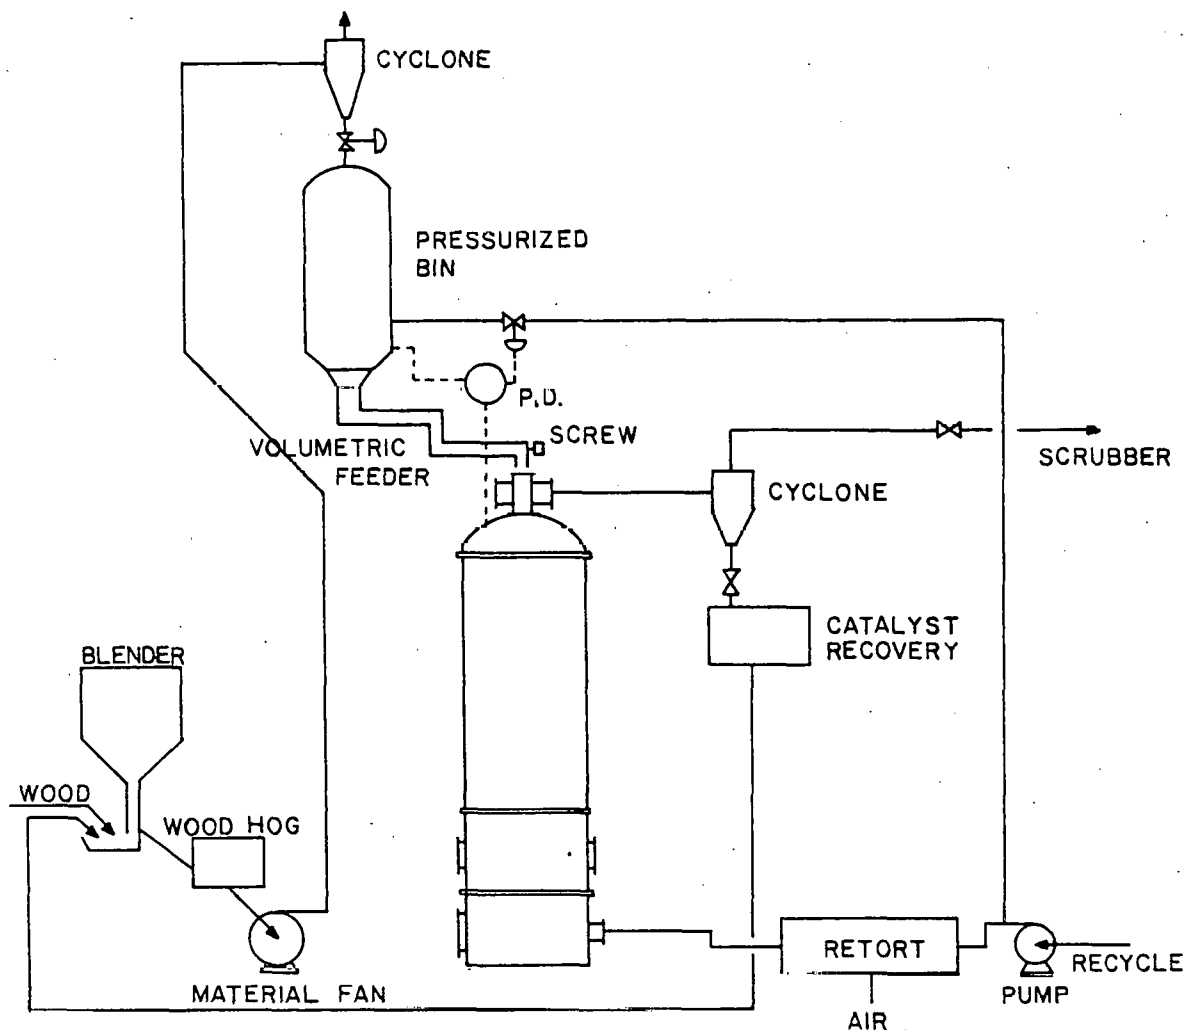 CYCLONE
PRESSURIZED
BIN
P.D.
SCREW
VOLUMETRIC
FEEDER
SCRUBBER
CYCLONE
CATALYST
RECOVERY
BLENDER
WOOD
WOOD HOG
MATERIAL FAN
RETORT
RECYCLE
PUMP
AIR